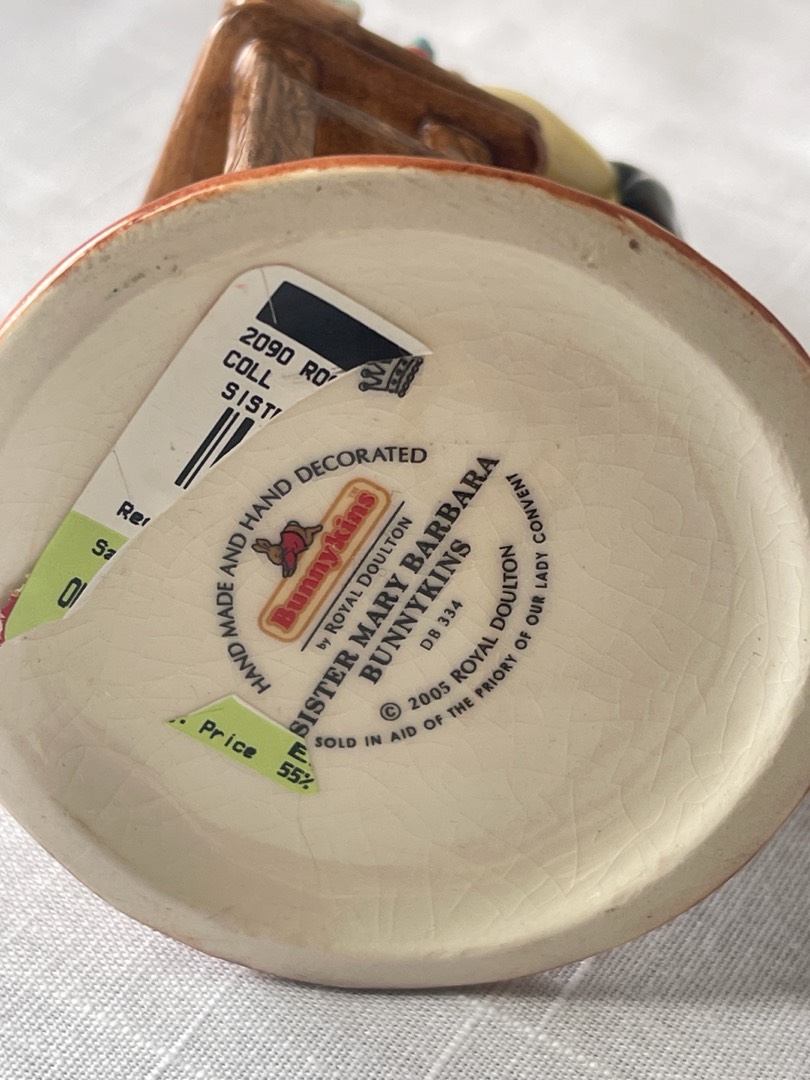 2090 RO
COLL
SIST
HAND MADE AND HAND DECORATED
Bunnykins
by ROYAL DOULTON
SISTER MARY BARBARA
BUNNYKINS
DB 334
© 2005 ROYAL DOULTON
SOLD IN AID OF THE PRIORY OF OUR LADY CONVENT
Re
Sa
Price
55%